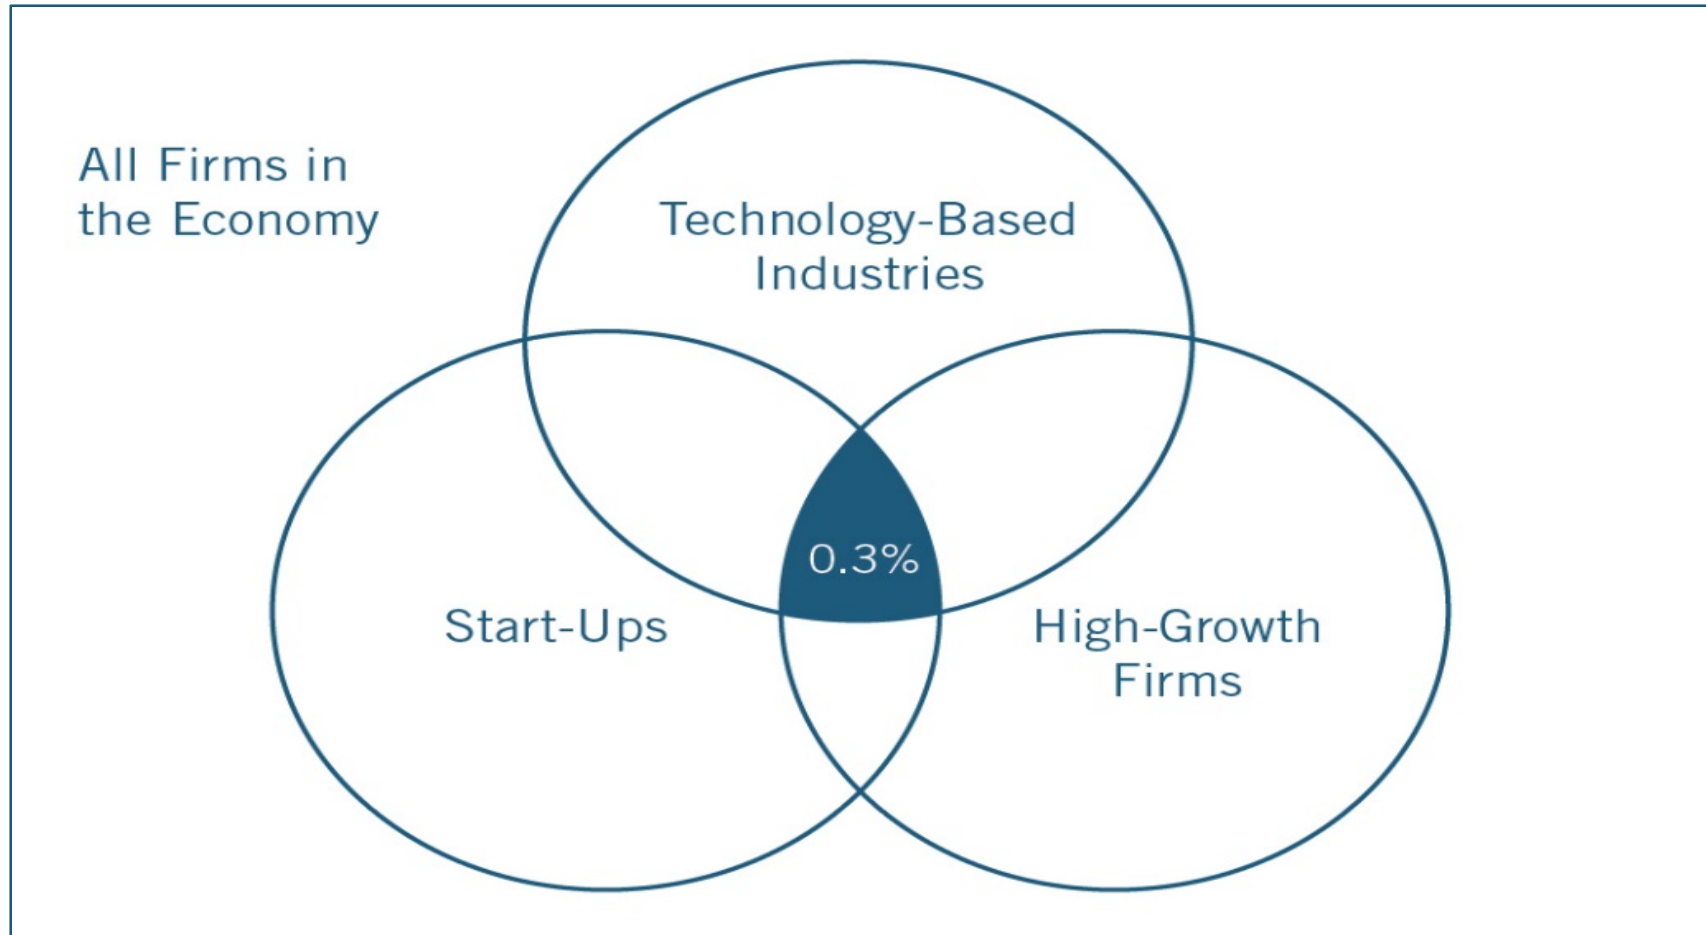 All Firms in
the Economy
Technology-Based
Industries
0.3%
Start-Ups
High-Growth
Firms